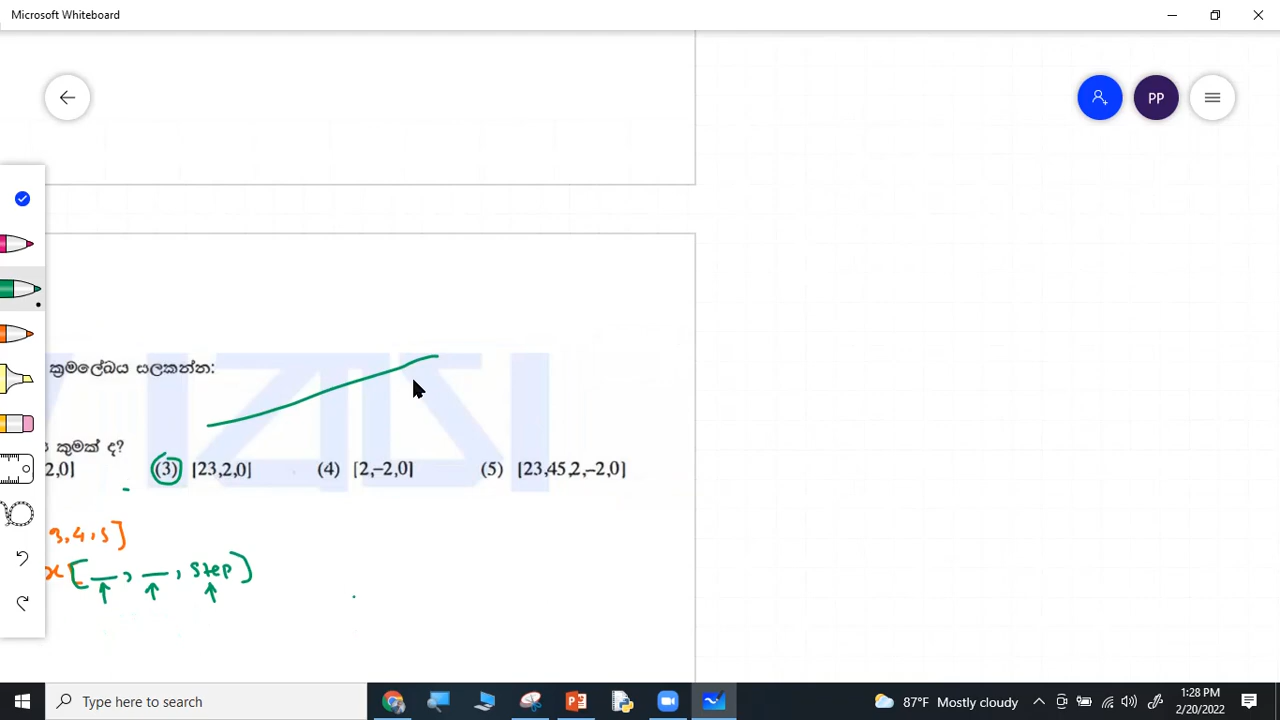 Microsoft Whiteboard
PP
ක්‍රමලේඛය සලකන්න:
කුමක් ද?
2,0] (3) [23,2,0] (4) [2,–2,0] (5) [23,45,2,–2,0]
3,4,5]
x[__, __, step]
Type here to search
87°F Mostly cloudy
1:28 PM
2/20/2022